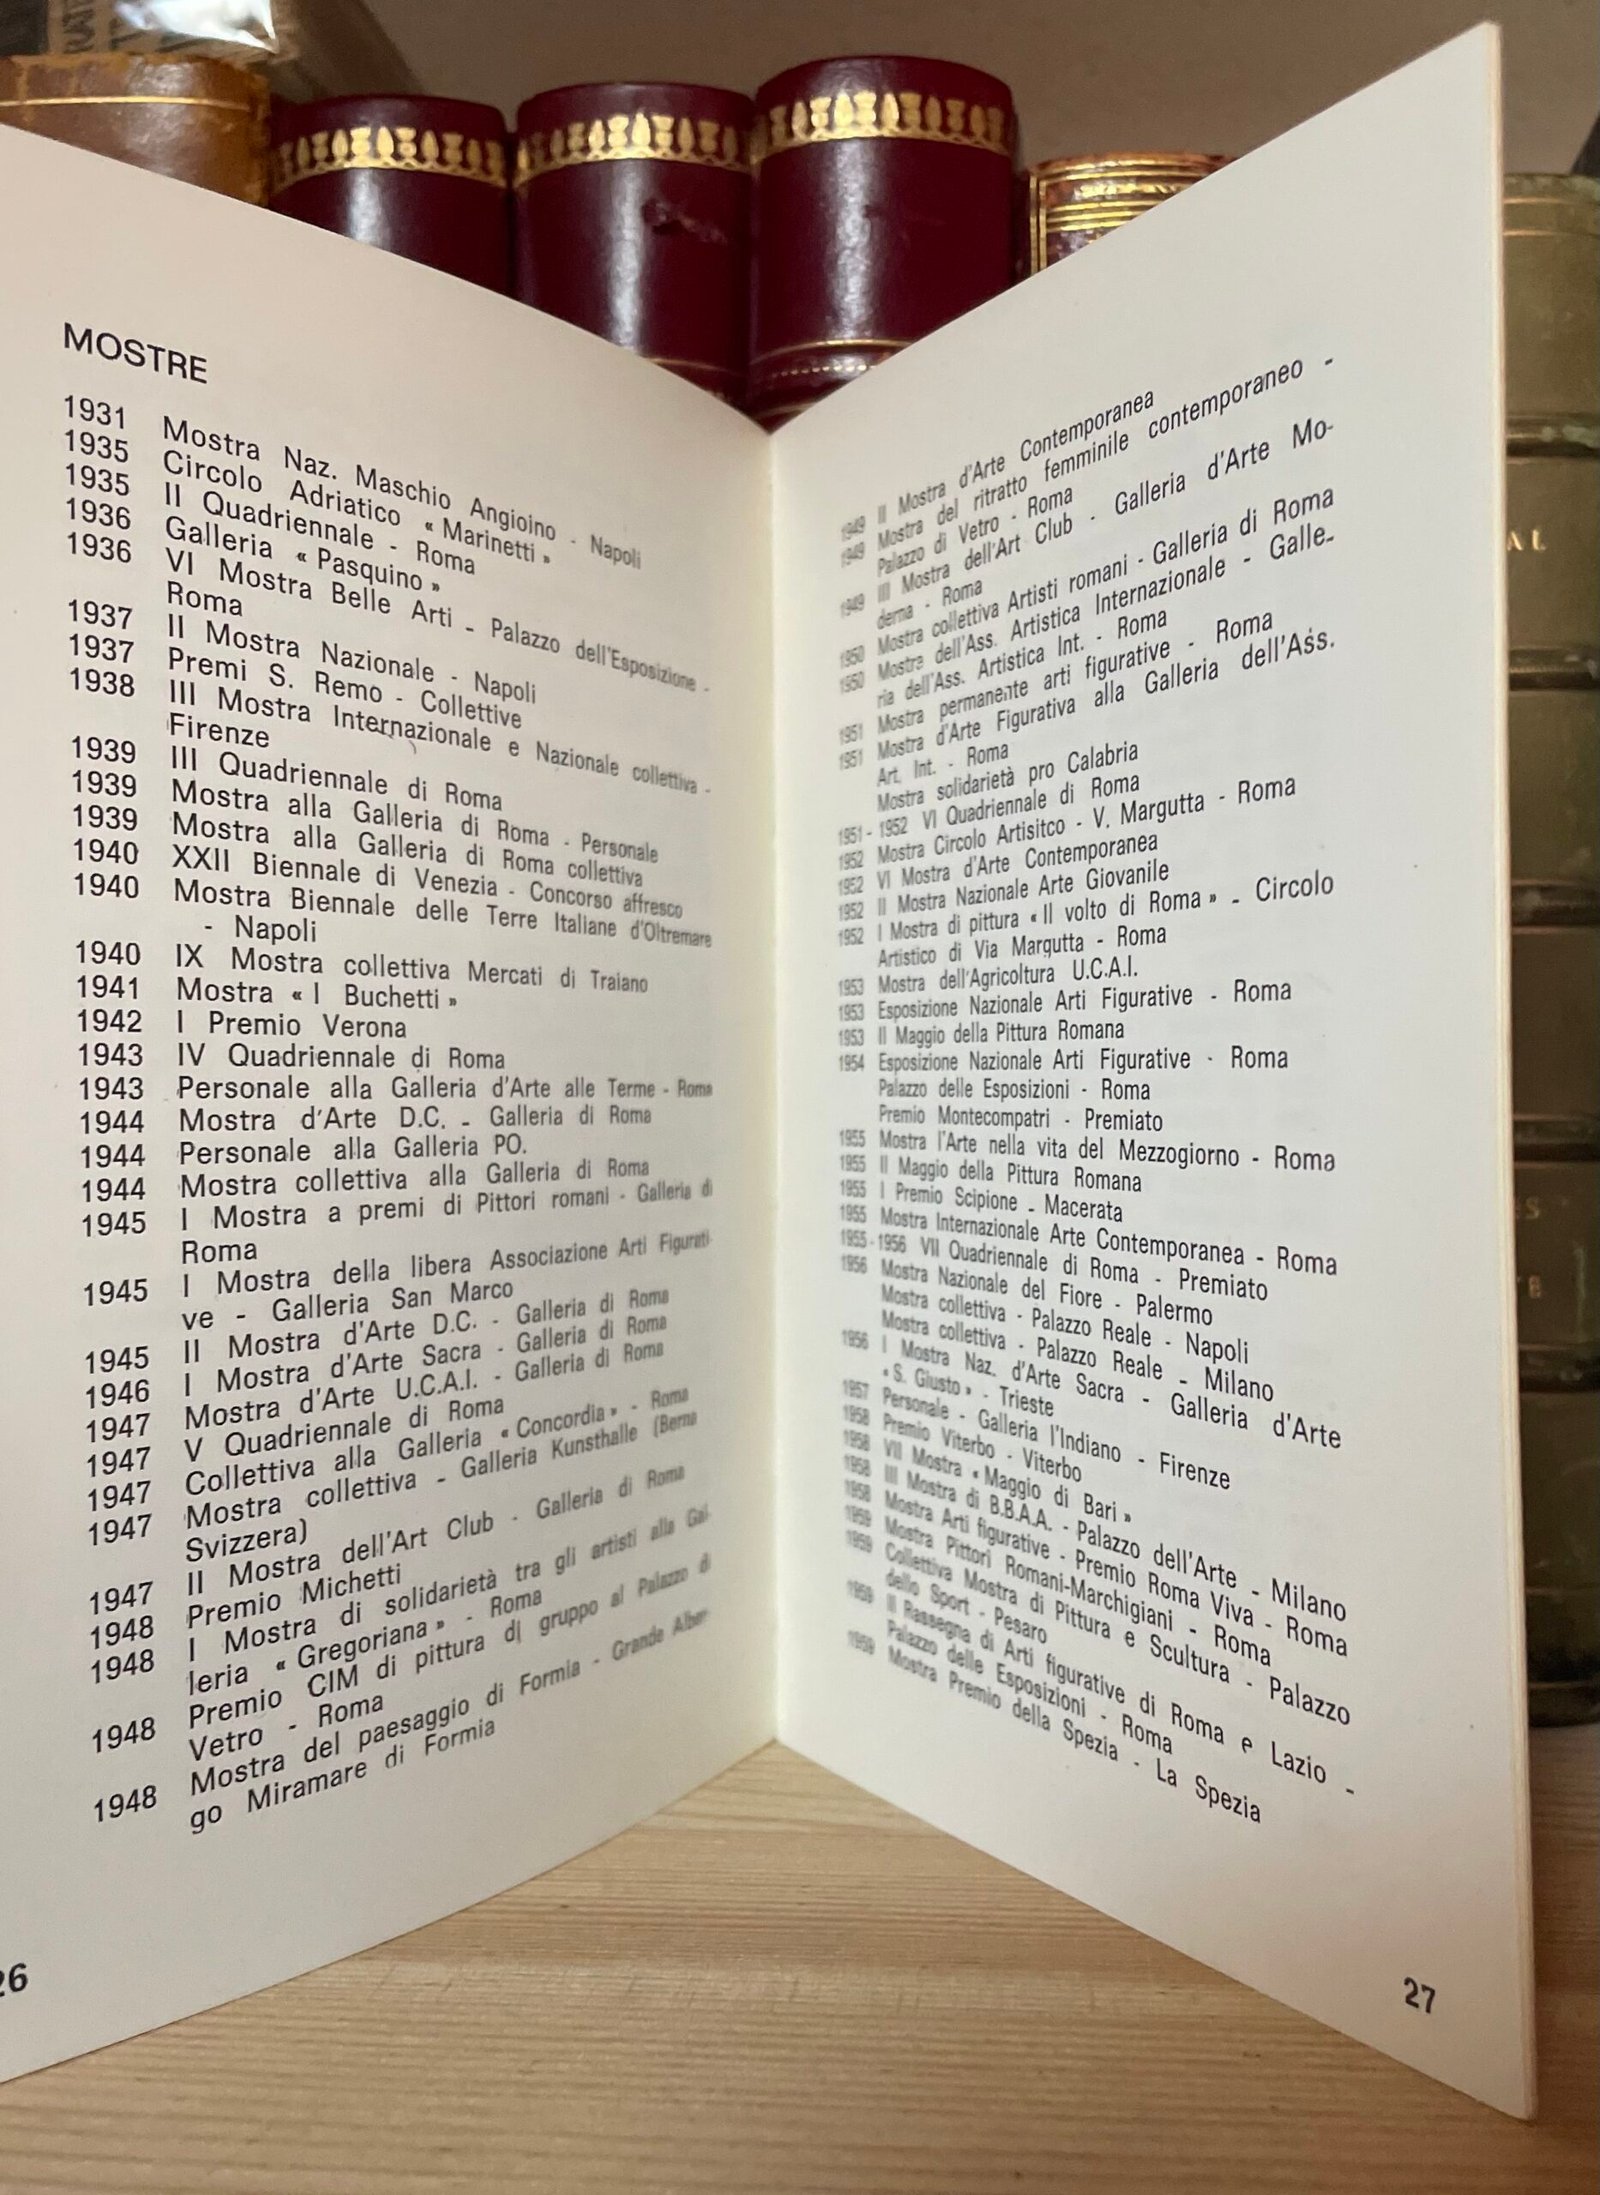 MOSTRE
1931 Mostra Naz. Maschio Angioino - Napoli
1935 Circolo Adriatico « Marinetti »
1935 II Quadriennale - Roma
1936 Galleria « Pasquino »
1936 VI Mostra Belle Arti - Palazzo dell'Esposizione -
Roma
1937 II Mostra Nazionale - Napoli
1937 Premi S. Remo - Collettive
1938 III Mostra Internazionale e Nazionale collettiva -
Firenze
1939 III Quadriennale di Roma
1939 Mostra alla Galleria di Roma - Personale
1939 Mostra alla Galleria di Roma collettiva
1940 XXII Biennale di Venezia - Concorso affresco
1940 Mostra Biennale delle Terre Italiane d'Oltremare
- Napoli
1940 IX Mostra collettiva Mercati di Traiano
1941 Mostra « I Buchetti »
1942 I Premio Verona
1943 IV Quadriennale di Roma
1943 Personale alla Galleria d'Arte alle Terme - Roma
1944 Mostra d'Arte D.C. - Galleria di Roma
1944 Personale alla Galleria PO.
1944 Mostra collettiva alla Galleria di Roma
1945 I Mostra a premi di Pittori romani - Galleria di
Roma
1945 I Mostra della libera Associazione Arti Figurati-
ve - Galleria San Marco
1945 II Mostra d'Arte D.C. - Galleria di Roma
1946 I Mostra d'Arte Sacra - Galleria di Roma
1947 Mostra d'Arte U.C.A.I. - Galleria di Roma
1947 V Quadriennale di Roma
1947 Collettiva alla Galleria « Concordia » - Roma
1947 Mostra collettiva - Galleria Kunsthalle (Berna
Svizzera)
1947 II Mostra dell'Art Club - Galleria di Roma
1948 Premio Michetti
1948 I Mostra di solidarietà tra gli artisti alla Gal-
leria « Gregoriana » - Roma
1948 Premio CIM di pittura di gruppo al Palazzo di
Vetro - Roma
1948 Mostra del paesaggio di Formia - Grande Alber-
go Miramare di Formia
26
1949 II Mostra d'Arte Contemporanea
1949 Mostra del ritratto femminile contemporaneo -
Palazzo di Vetro - Roma
1949 III Mostra dell'Art Club - Galleria d'Arte Mo-
derna - Roma
1950 Mostra collettiva Artisti romani - Galleria di Roma
1950 Mostra dell'Ass. Artistica Internazionale - Galle-
ria dell'Ass. Artistica Int. - Roma
1951 Mostra permanente arti figurative - Roma
1951 Mostra d'Arte Figurativa alla Galleria dell'Ass.
Art. Int. - Roma
Mostra solidarietà pro Calabria
1951-1952 VI Quadriennale di Roma
1952 Mostra Circolo Artisitco - V. Margutta - Roma
1952 VI Mostra d'Arte Contemporanea
1952 II Mostra Nazionale Arte Giovanile
1952 I Mostra di pittura « Il volto di Roma » - Circolo
Artistico di Via Margutta - Roma
1953 Mostra dell'Agricoltura U.C.A.I.
1953 Esposizione Nazionale Arti Figurative - Roma
1953 II Maggio della Pittura Romana
1954 Esposizione Nazionale Arti Figurative - Roma
Palazzo delle Esposizioni - Roma
Premio Montecompatri - Premiato
1955 Mostra l'Arte nella vita del Mezzogiorno - Roma
1955 II Maggio della Pittura Romana
1955 I Premio Scipione - Macerata
1955 Mostra Internazionale Arte Contemporanea - Roma
1955-1956 VII Quadriennale di Roma - Premiato
1956 Mostra Nazionale del Fiore - Palermo
Mostra collettiva - Palazzo Reale - Napoli
Mostra collettiva - Palazzo Reale - Milano
1956 I Mostra Naz. d'Arte Sacra - Galleria d'Arte
« S. Giusto » - Trieste
1957 Personale - Galleria l'Indiano - Firenze
1958 Premio Viterbo - Viterbo
1958 VII Mostra « Maggio di Bari »
1958 III Mostra di B.B.A.A. - Palazzo dell'Arte - Milano
1958 Mostra Arti figurative - Premio Roma Viva - Roma
1959 Mostra Pittori Romani-Marchigiani - Roma
1959 Collettiva Mostra di Pittura e Scultura - Palazzo
dello Sport - Pesaro
1959 II Rassegna di Arti figurative di Roma e Lazio -
Palazzo delle Esposizioni - Roma
1959 Mostra Premio della Spezia - La Spezia
27